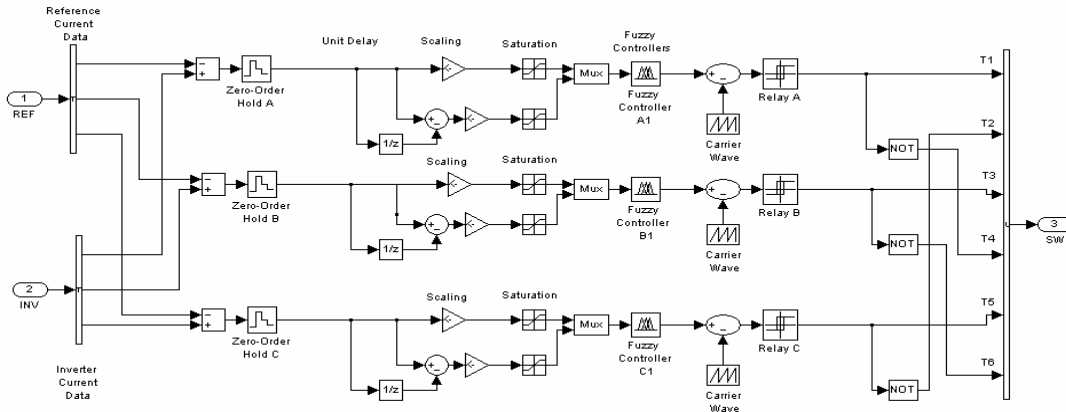 Reference
Current
Data
Unit Delay
Scaling
Saturation
Fuzzy
Controllers
1
REF
Zero-Order
Hold A
1/z
Mux
Fuzzy
Controller
A1
Carrier
Wave
Relay A
NOT
T1
T2
Scaling
Saturation
Zero-Order
Hold B
1/z
Mux
Fuzzy
Controller
B1
Carrier
Wave
Relay B
NOT
T3
T4
3
SW
2
INV
Inverter
Current
Data
Scaling
Saturation
Zero-Order
Hold C
1/z
Mux
Fuzzy
Controller
C1
Carrier
Wave
Relay C
NOT
T5
T6